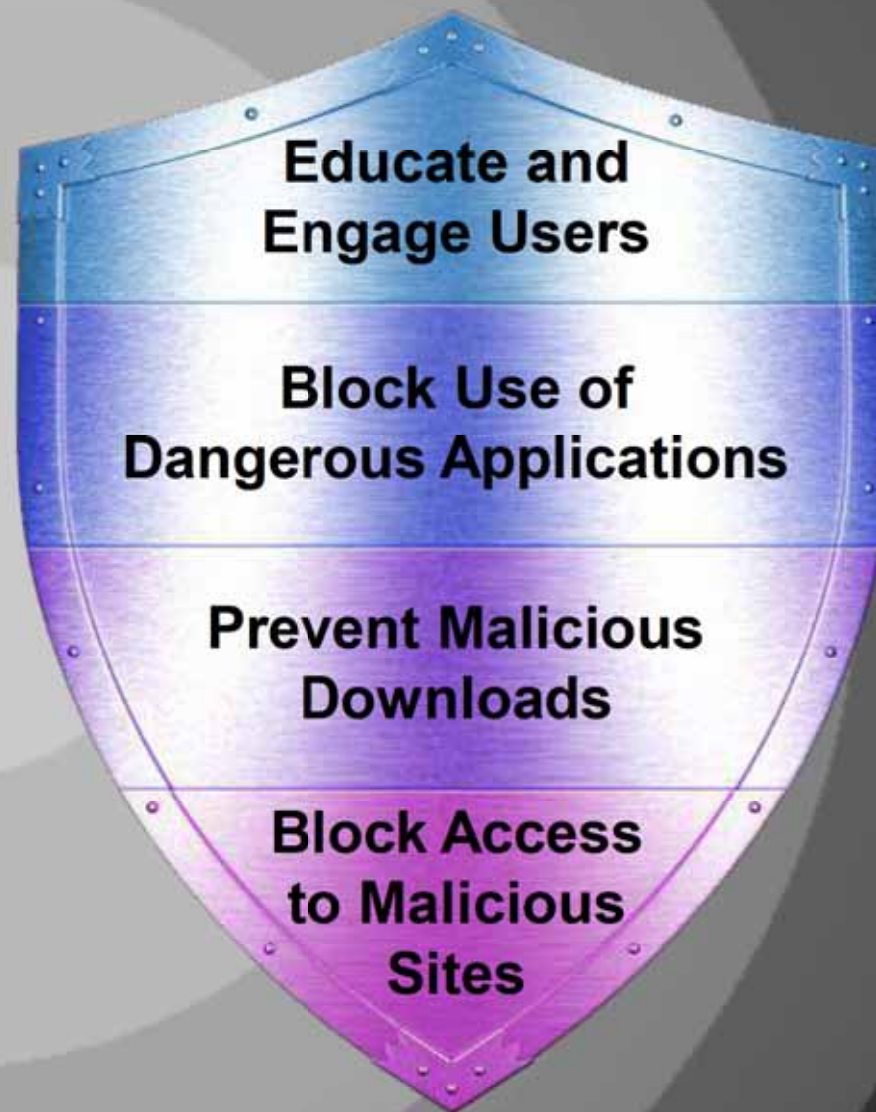 Educate and
Engage Users
Block Use of
Dangerous Applications
Prevent Malicious
Downloads
Block Access
to Malicious
Sites